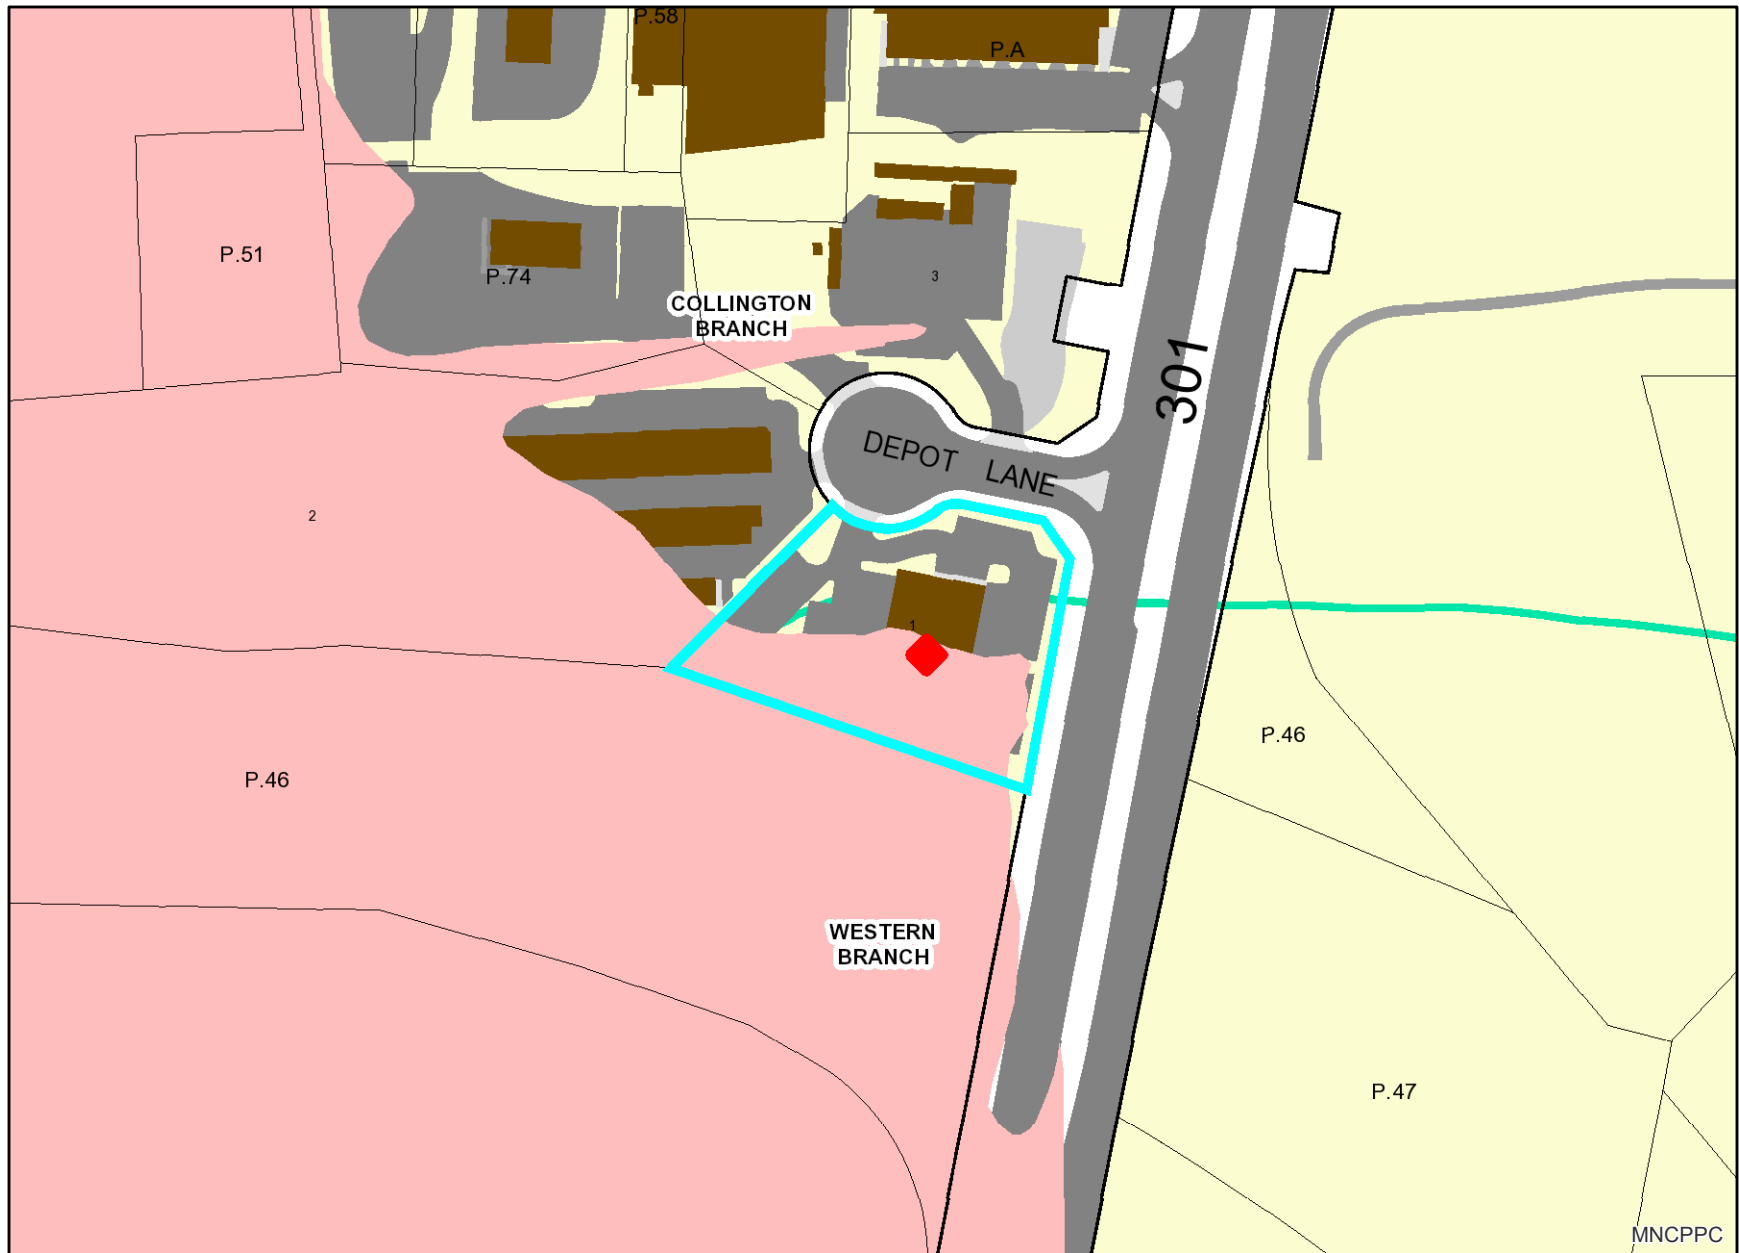 P.58
P.A
P.51
P.74
3
COLLINGTON
BRANCH
301
DEPOT LANE
2
1
P.46
P.46
WESTERN
BRANCH
P.47
MNCPPC